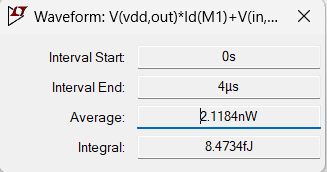 Waveform: V(vdd,out)*Id(M1)+V(in,...
Interval Start: 0s
Interval End: 4µs
Average: 2.1184nW
Integral: 8.4734fJ